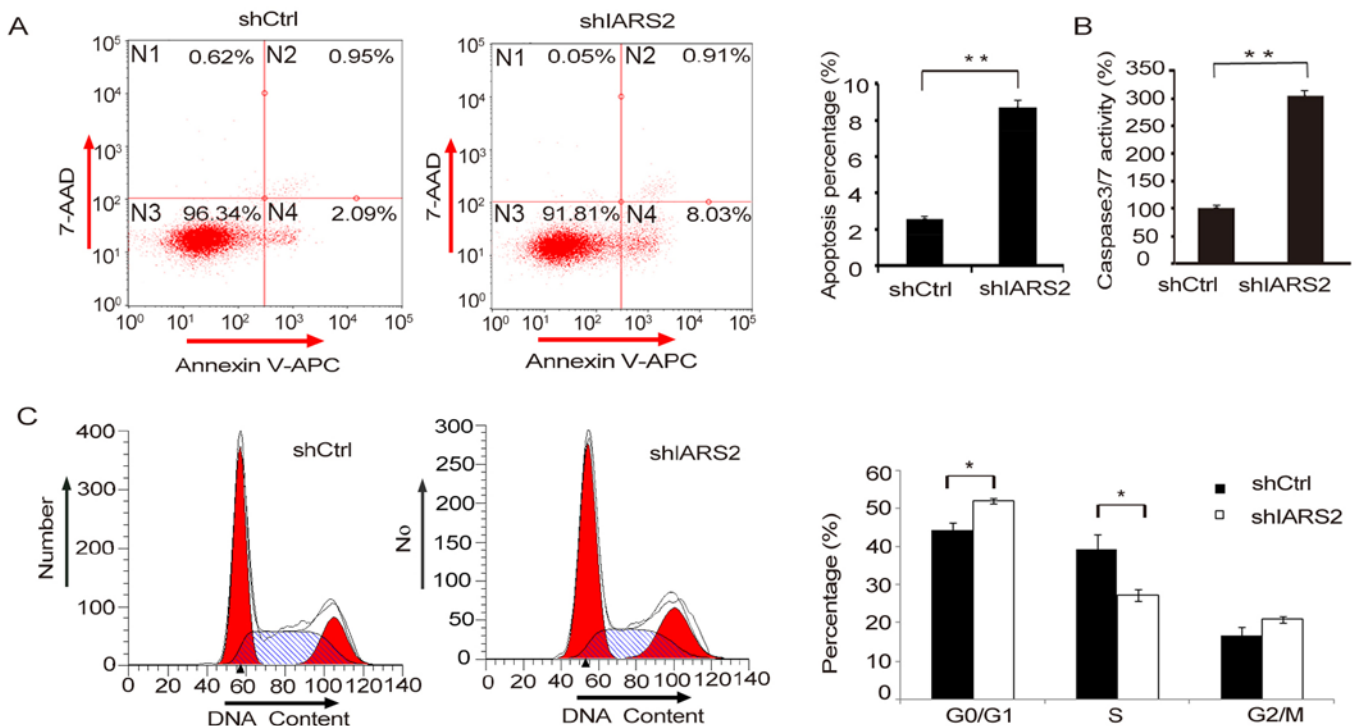 A
shCtrl
10⁵
10⁴
10³
10²
10¹
10⁰
7-AAD
N1
0.62%
N2
0.95%
N3
96.34%
N4
2.09%
10⁰ 10¹ 10² 10³ 10⁴ 10⁵
Annexin V-APC
shIARS2
10⁵
10⁴
10³
10²
10¹
10⁰
7-AAD
N1
0.05%
N2
0.91%
N3
91.81%
N4
8.03%
10⁰ 10¹ 10² 10³ 10⁴ 10⁵
Annexin V-APC
Apoptosis percentage (%)
10
8
6
4
2
0
**
shCtrl shIARS2
B
Caspase3/7 activity (%)
350
300
250
200
150
100
50
0
**
shCtrl shIARS2
C
Number
400
300
200
100
0
shCtrl
0 20 40 60 80 100 120 140
DNA Content
No
300
250
200
150
100
50
0
shIARS2
0 20 40 60 80 100 120 140
DNA Content
Percentage (%)
60
50
40
30
20
10
0
*
*
shCtrl
shIARS2
G0/G1 S G2/M